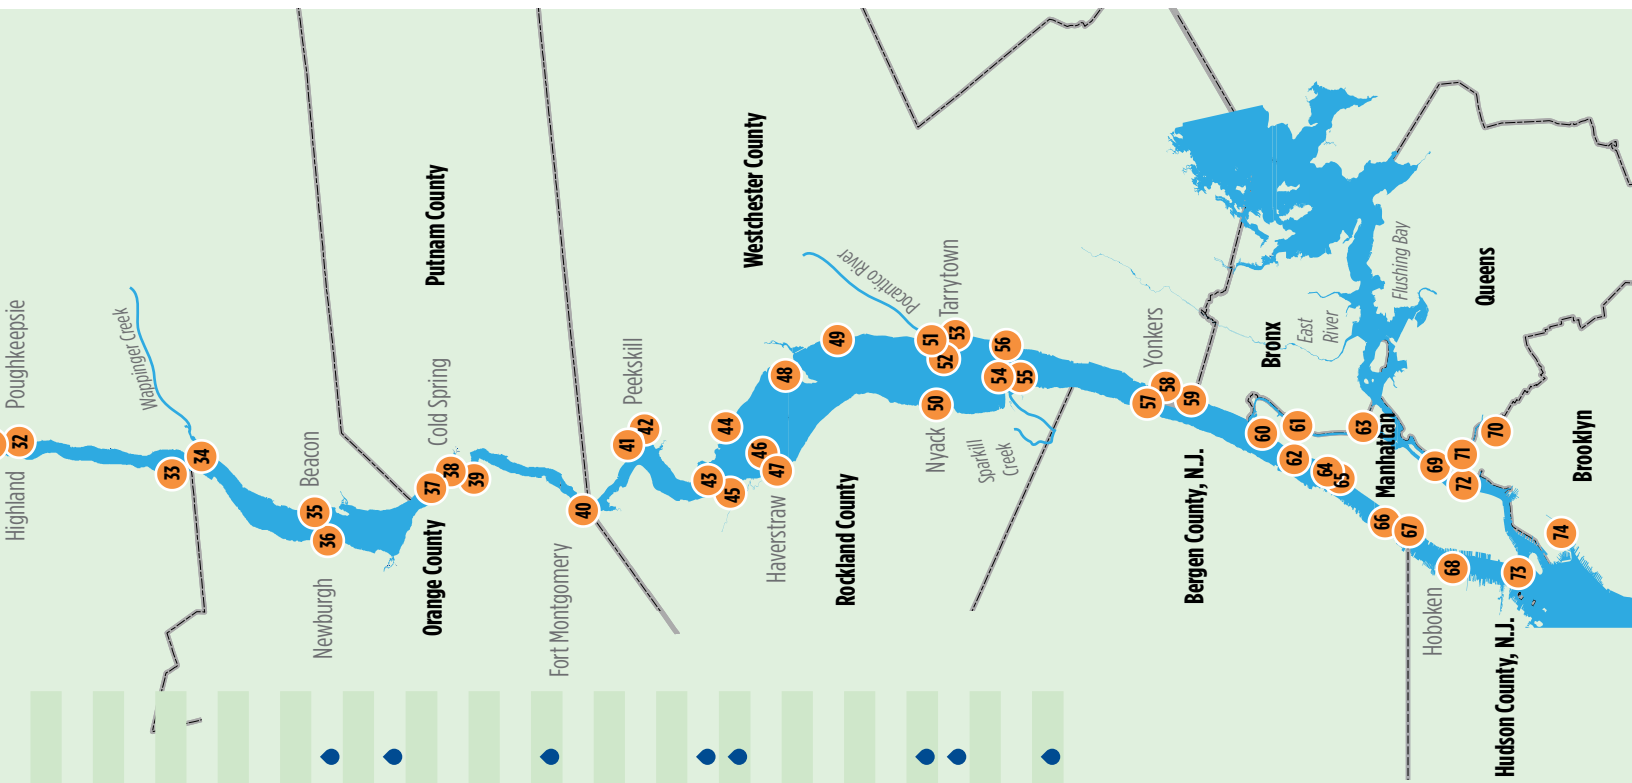 Poughkeepsie
Highland
32
Wappinger Creek
33
34
Beacon
35
36
Newburgh
Putnam County
Cold Spring
37
38
39
Orange County
40
Fort Montgomery
Peekskill
41
42
43
44
45
46
47
Haverstraw
Westchester County
48
49
Rockland County
Pocantico River
Tarrytown
50
51
52
53
Nyack
54
55
56
Sparkill
Creek
Yonkers
57
58
59
Bergen County, N.J.
Bronx
East
River
Flushing Bay
Queens
60
61
62
63
64
65
Manhattan
66
67
68
Hoboken
69
70
71
72
Brooklyn
73
74
Hudson County, N.J.